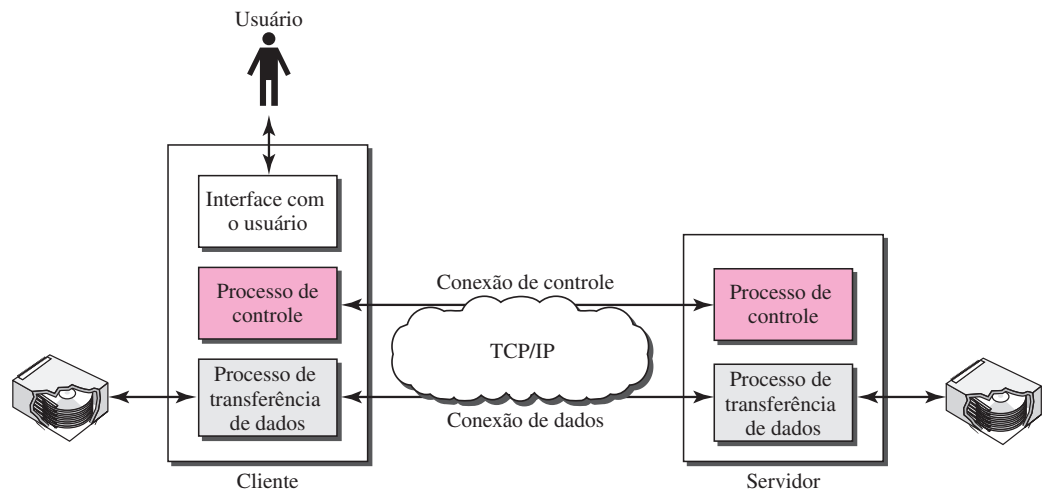 Usuário
Interface com
o usuário
Processo de
controle
Processo de
transferência
de dados
Cliente
Conexão de controle
TCP/IP
Conexão de dados
Processo de
controle
Processo de
transferência
de dados
Servidor